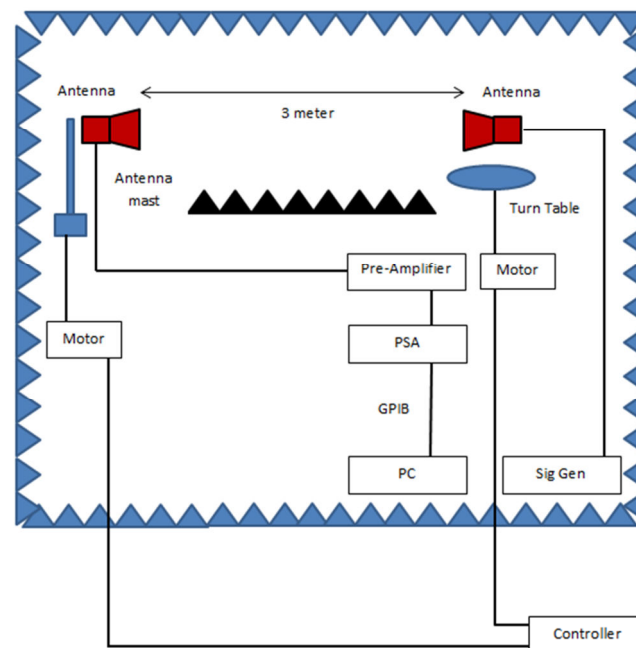 Antenna
Antenna
3 meter
Antenna
mast
Turn Table
Pre-Amplifier
Motor
Motor
PSA
GPIB
PC
Sig Gen
Controller